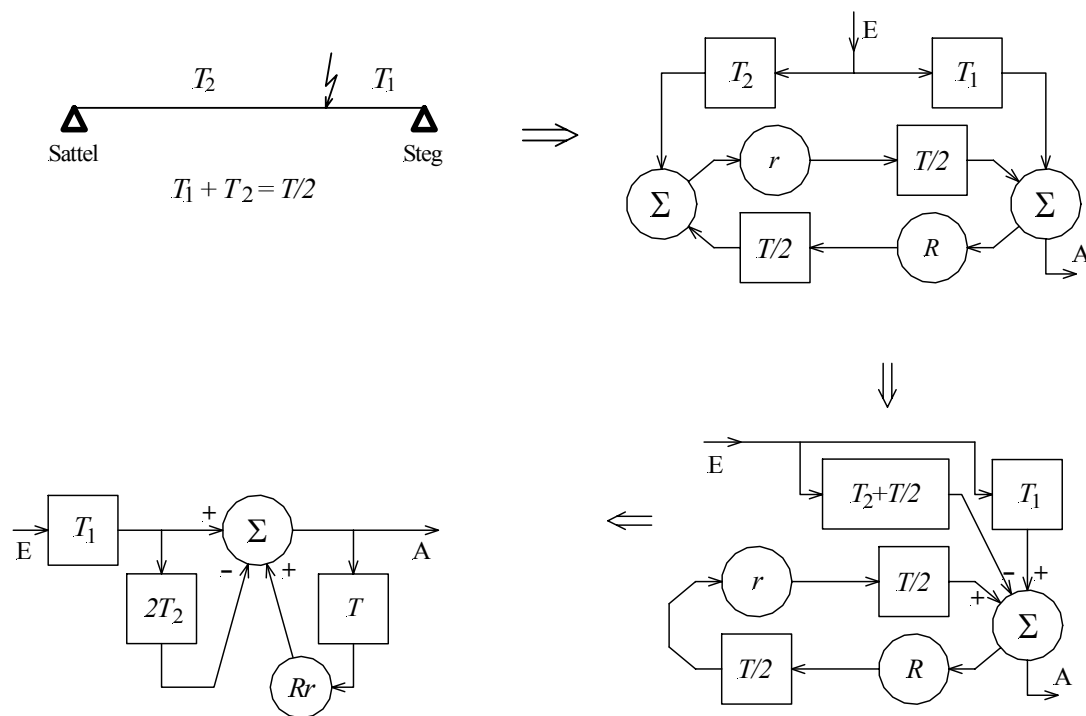 T2 T1
Sattel Steg
T1 + T2 = T/2
E
T2 T1
r T/2
Σ Σ
T/2 R
A
E
T2+T/2 T1
- +
r T/2 +
Σ
T/2 R
A
T1 + Σ
E A
- +
2T2 T
Rr